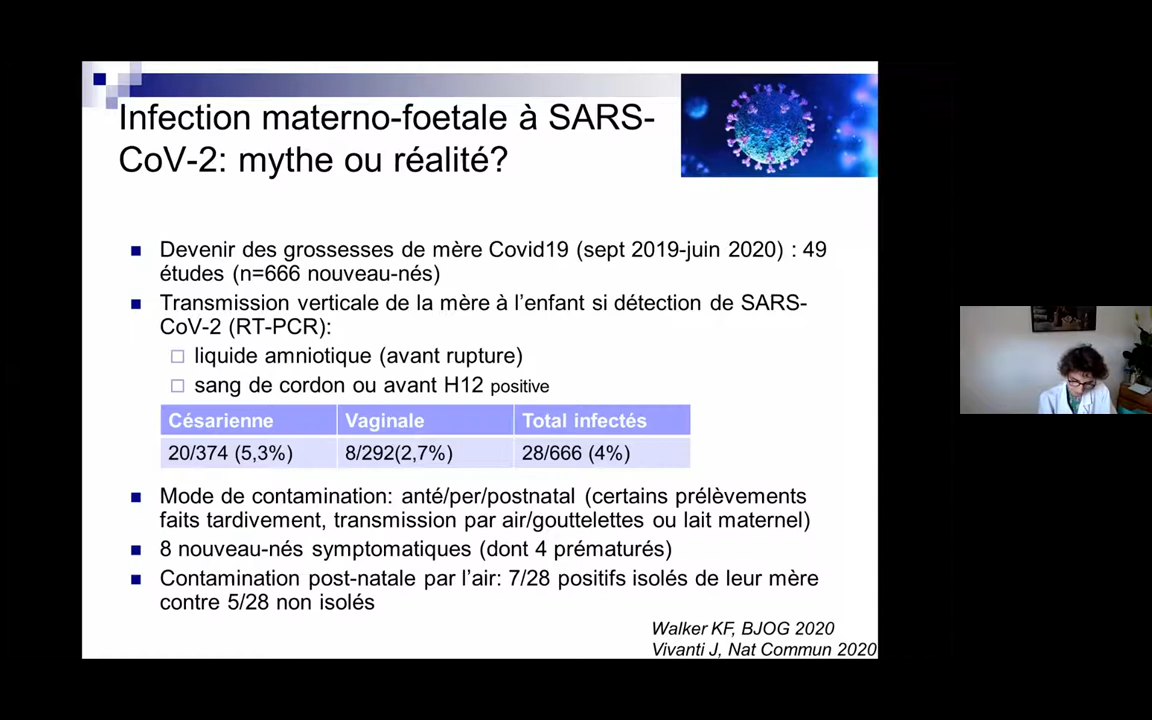 Infection materno-foetale à SARS-
CoV-2: mythe ou réalité?
Devenir des grossesses de mère Covid19 (sept 2019-juin 2020) : 49
études (n=666 nouveau-nés)
Transmission verticale de la mère à l’enfant si détection de SARS-
CoV-2 (RT-PCR):
liquide amniotique (avant rupture)
sang de cordon ou avant H12 positive
Césarienne Vaginale Total infectés
20/374 (5,3%) 8/292(2,7%) 28/666 (4%)
Mode de contamination: anté/per/postnatal (certains prélèvements
faits tardivement, transmission par air/gouttelettes ou lait maternel)
8 nouveau-nés symptomatiques (dont 4 prématurés)
Contamination post-natale par l’air: 7/28 positifs isolés de leur mère
contre 5/28 non isolés
Walker KF, BJOG 2020
Vivanti J, Nat Commun 2020